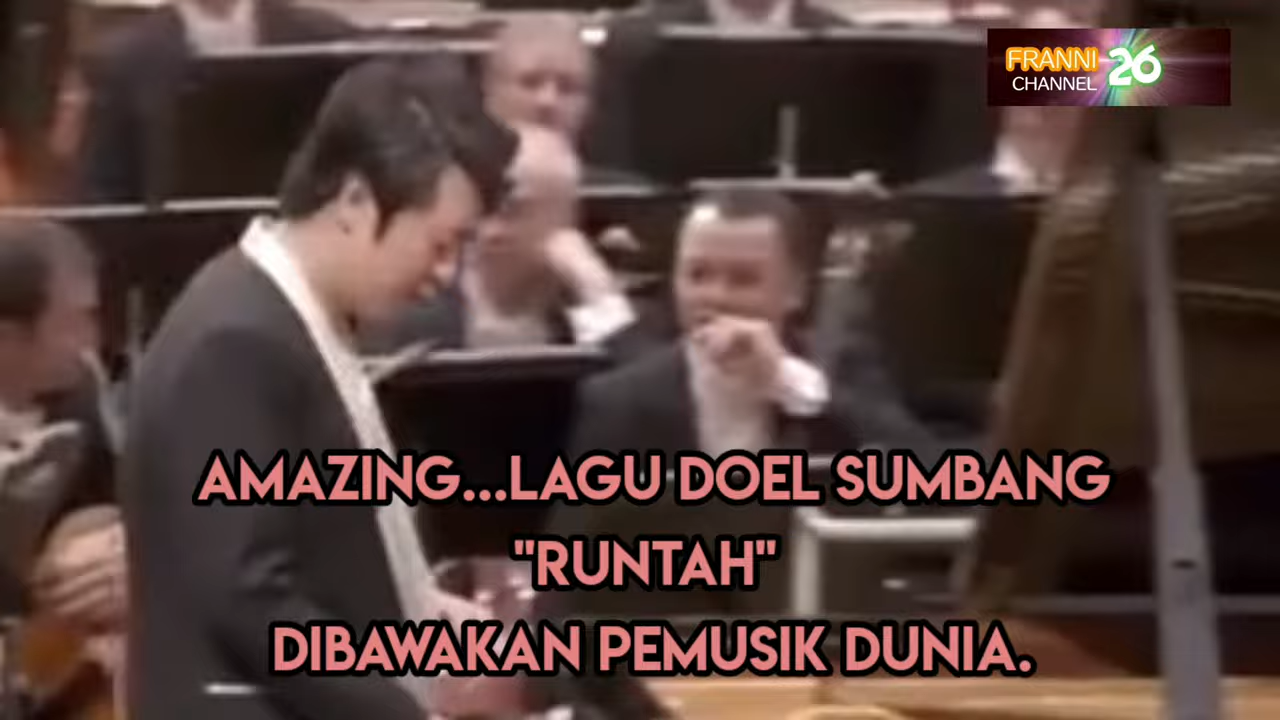 FRANNI
CHANNEL 26
AMAZING...LAGU DOEL SUMBANG
"RUNTAH"
DIBAWAKAN PEMUSIK DUNIA.